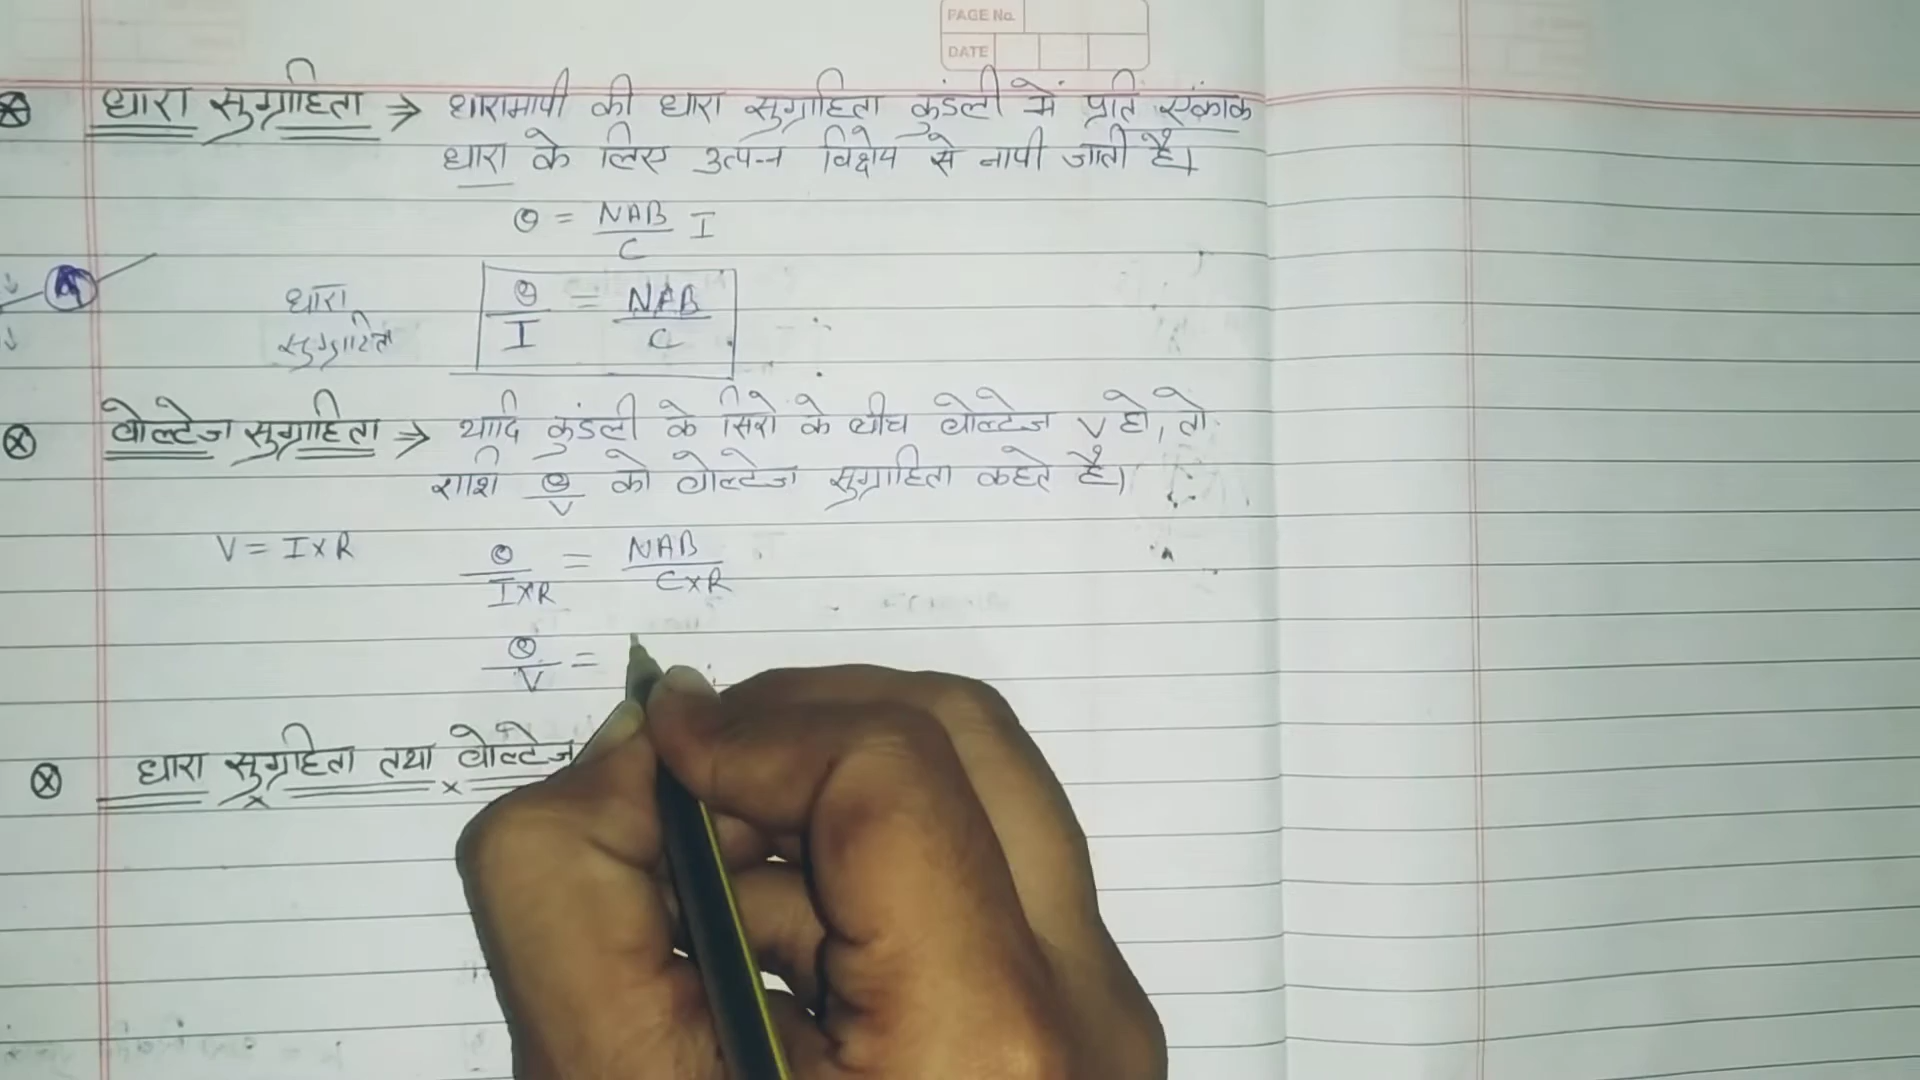 PAGE No.
DATE
धारा सुग्राहिता ⇒ धारामापी की धारा सुग्राहिता कुंडली में प्रति एकांक
धारा के लिए उत्पन्न विक्षेप से नापी जाती है।
θ = NAB/C I
धारा
सुग्राहिता
θ/I = NAB/C
वोल्टेज सुग्राहिता ⇒ यदि कुंडली के सिरो के बीच वोल्टेज V हो, तो
राशि θ/V को वोल्टेज सुग्राहिता कहते है।
V = I×R
θ/I×R = NAB/C×R
θ/V =
धारा सुग्राहिता तथा वोल्टेज